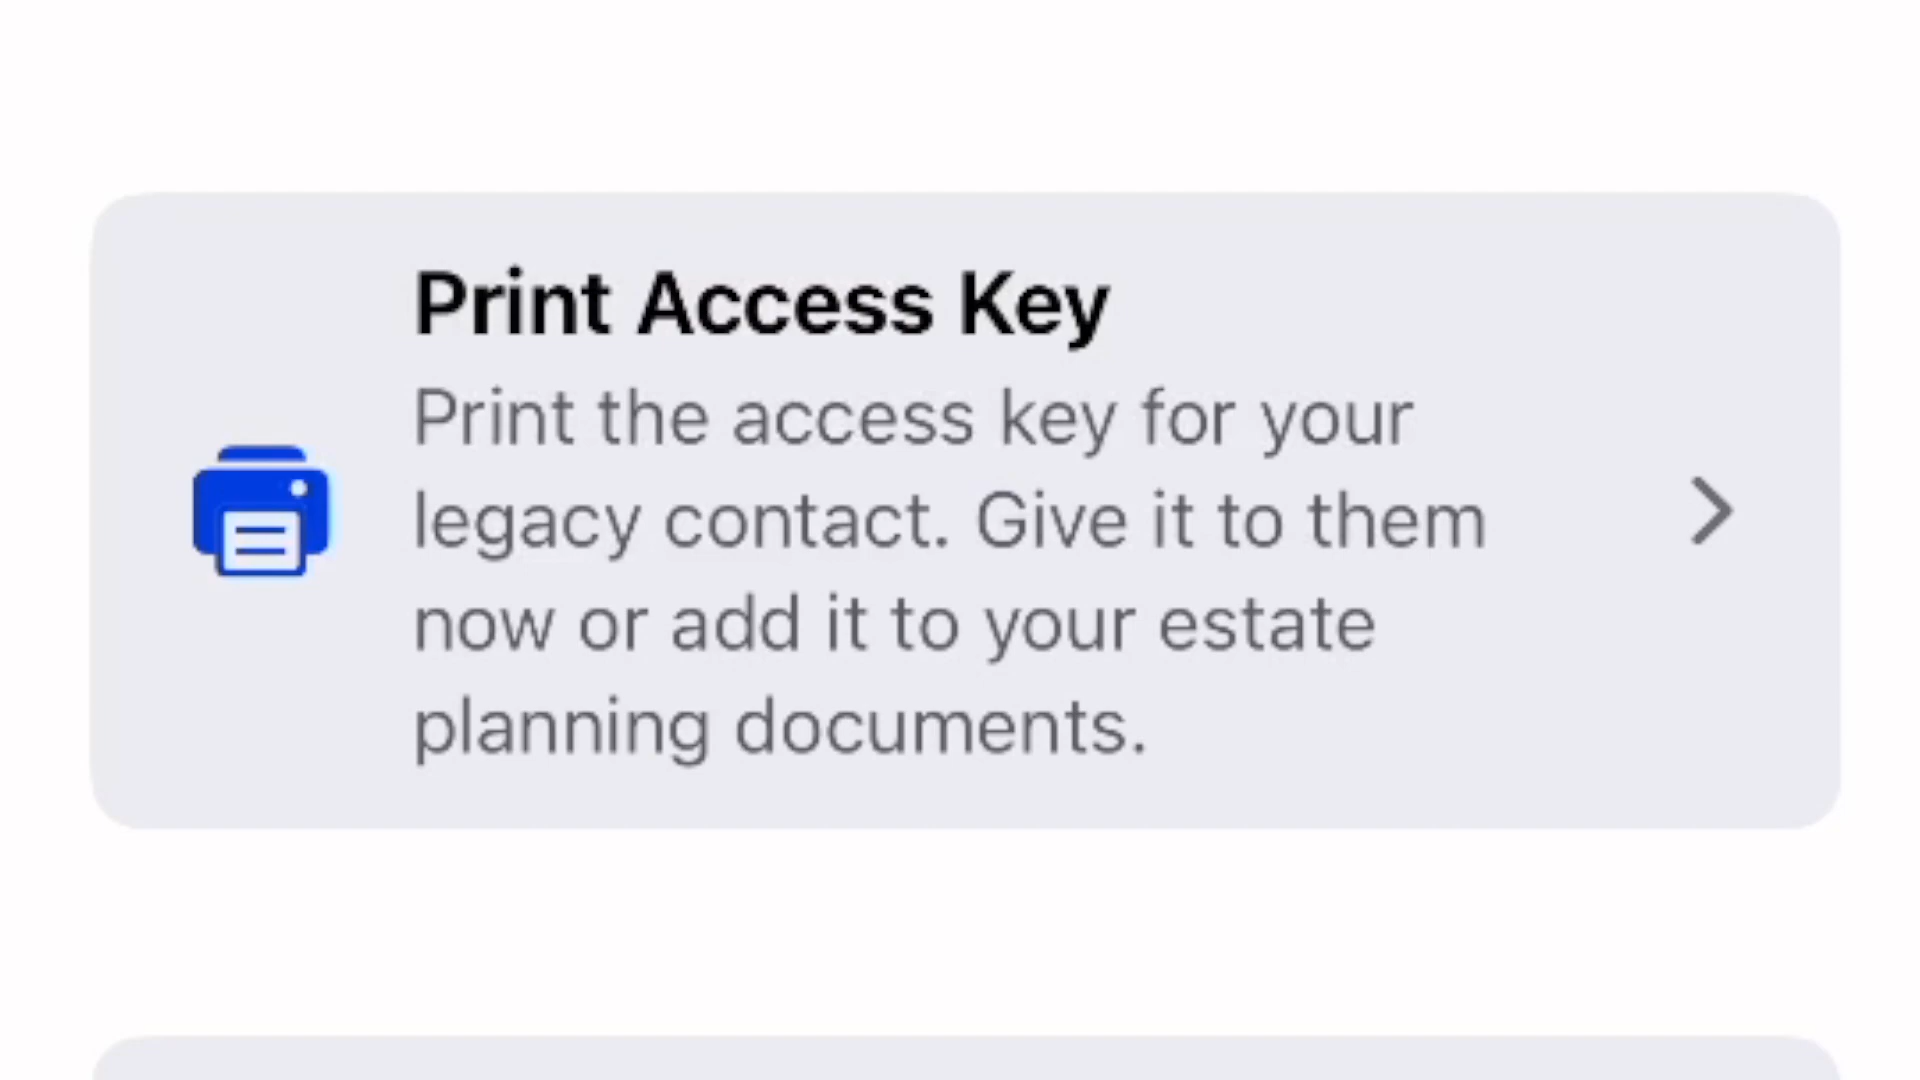 Print Access Key
Print the access key for your
legacy contact. Give it to them
now or add it to your estate
planning documents.